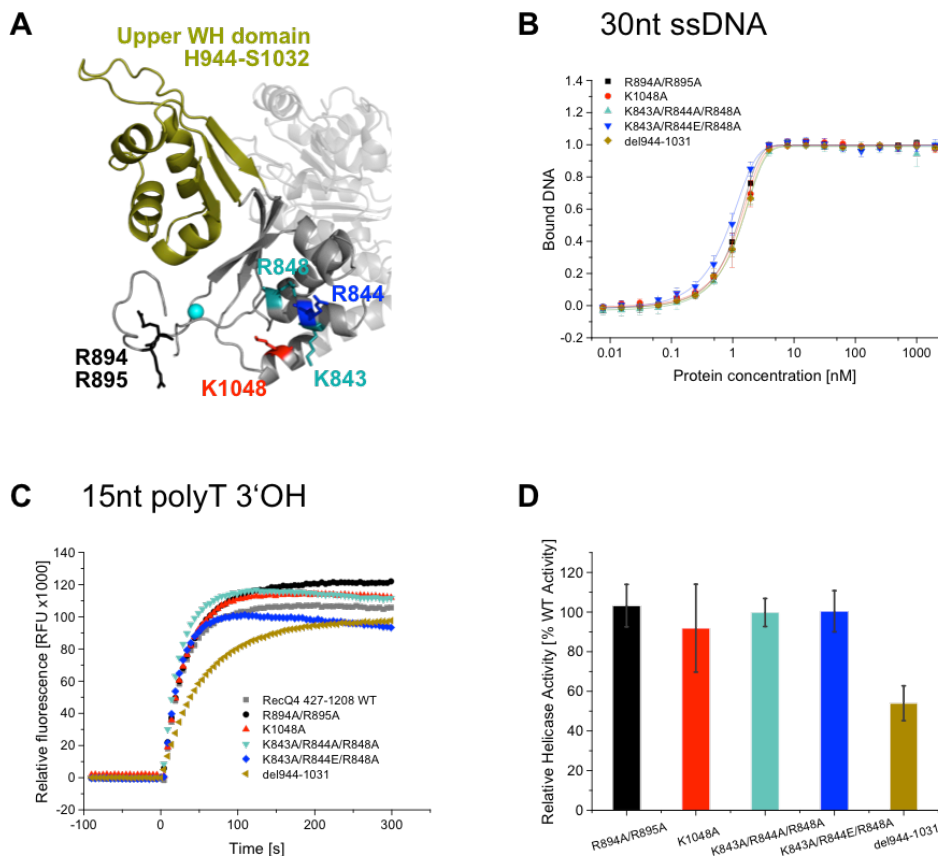 A
Upper WH domain
H944-S1032
R848
R844
R894
R895
K1048
K843
B 30nt ssDNA
R894A/R895A
K1048A
K843A/R844A/R848A
K843A/R844E/R848A
del944-1031
Bound DNA
1.4
1.2
1.0
0.8
0.6
0.4
0.2
0.0
-0.2
0.01 0.1 1 10 100 1000
Protein concentration [nM]
C 15nt polyT 3‘OH
Relative fluorescence [RFU x1000]
140
120
100
80
60
40
20
0
-20
RecQ4 427-1208 WT
R894A/R895A
K1048A
K843A/R844A/R848A
K843A/R844E/R848A
del944-1031
-100 0 100 200 300
Time [s]
D
Relative Helicase Activity [% WT Activity]
120
100
80
60
40
20
0
R894A/R895A
K1048A
K843A/R844A/R848A
K843A/R844E/R848A
del944-1031